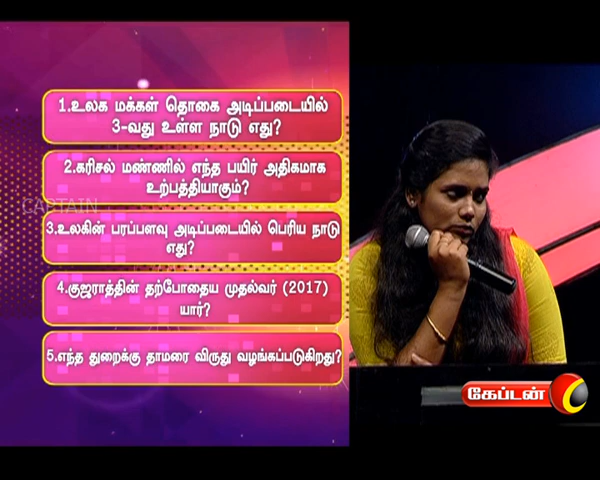 1.உலக மக்கள் தொகை அடிப்படையில்
3-வது உள்ள நாடு எது?
2.கரிசல் மண்ணில் எந்த பயிர் அதிகமாக
உற்பத்தியாகும்?
CAPTAIN
3.உலகின் பரப்பளவு அடிப்படையில் பெரிய நாடு
எது?
4.குஜராத்தின் தற்போதைய முதல்வர் (2017)
யார்?
5.எந்த துறைக்கு தாமரை விருது வழங்கப்படுகிறது?
கேப்டன்